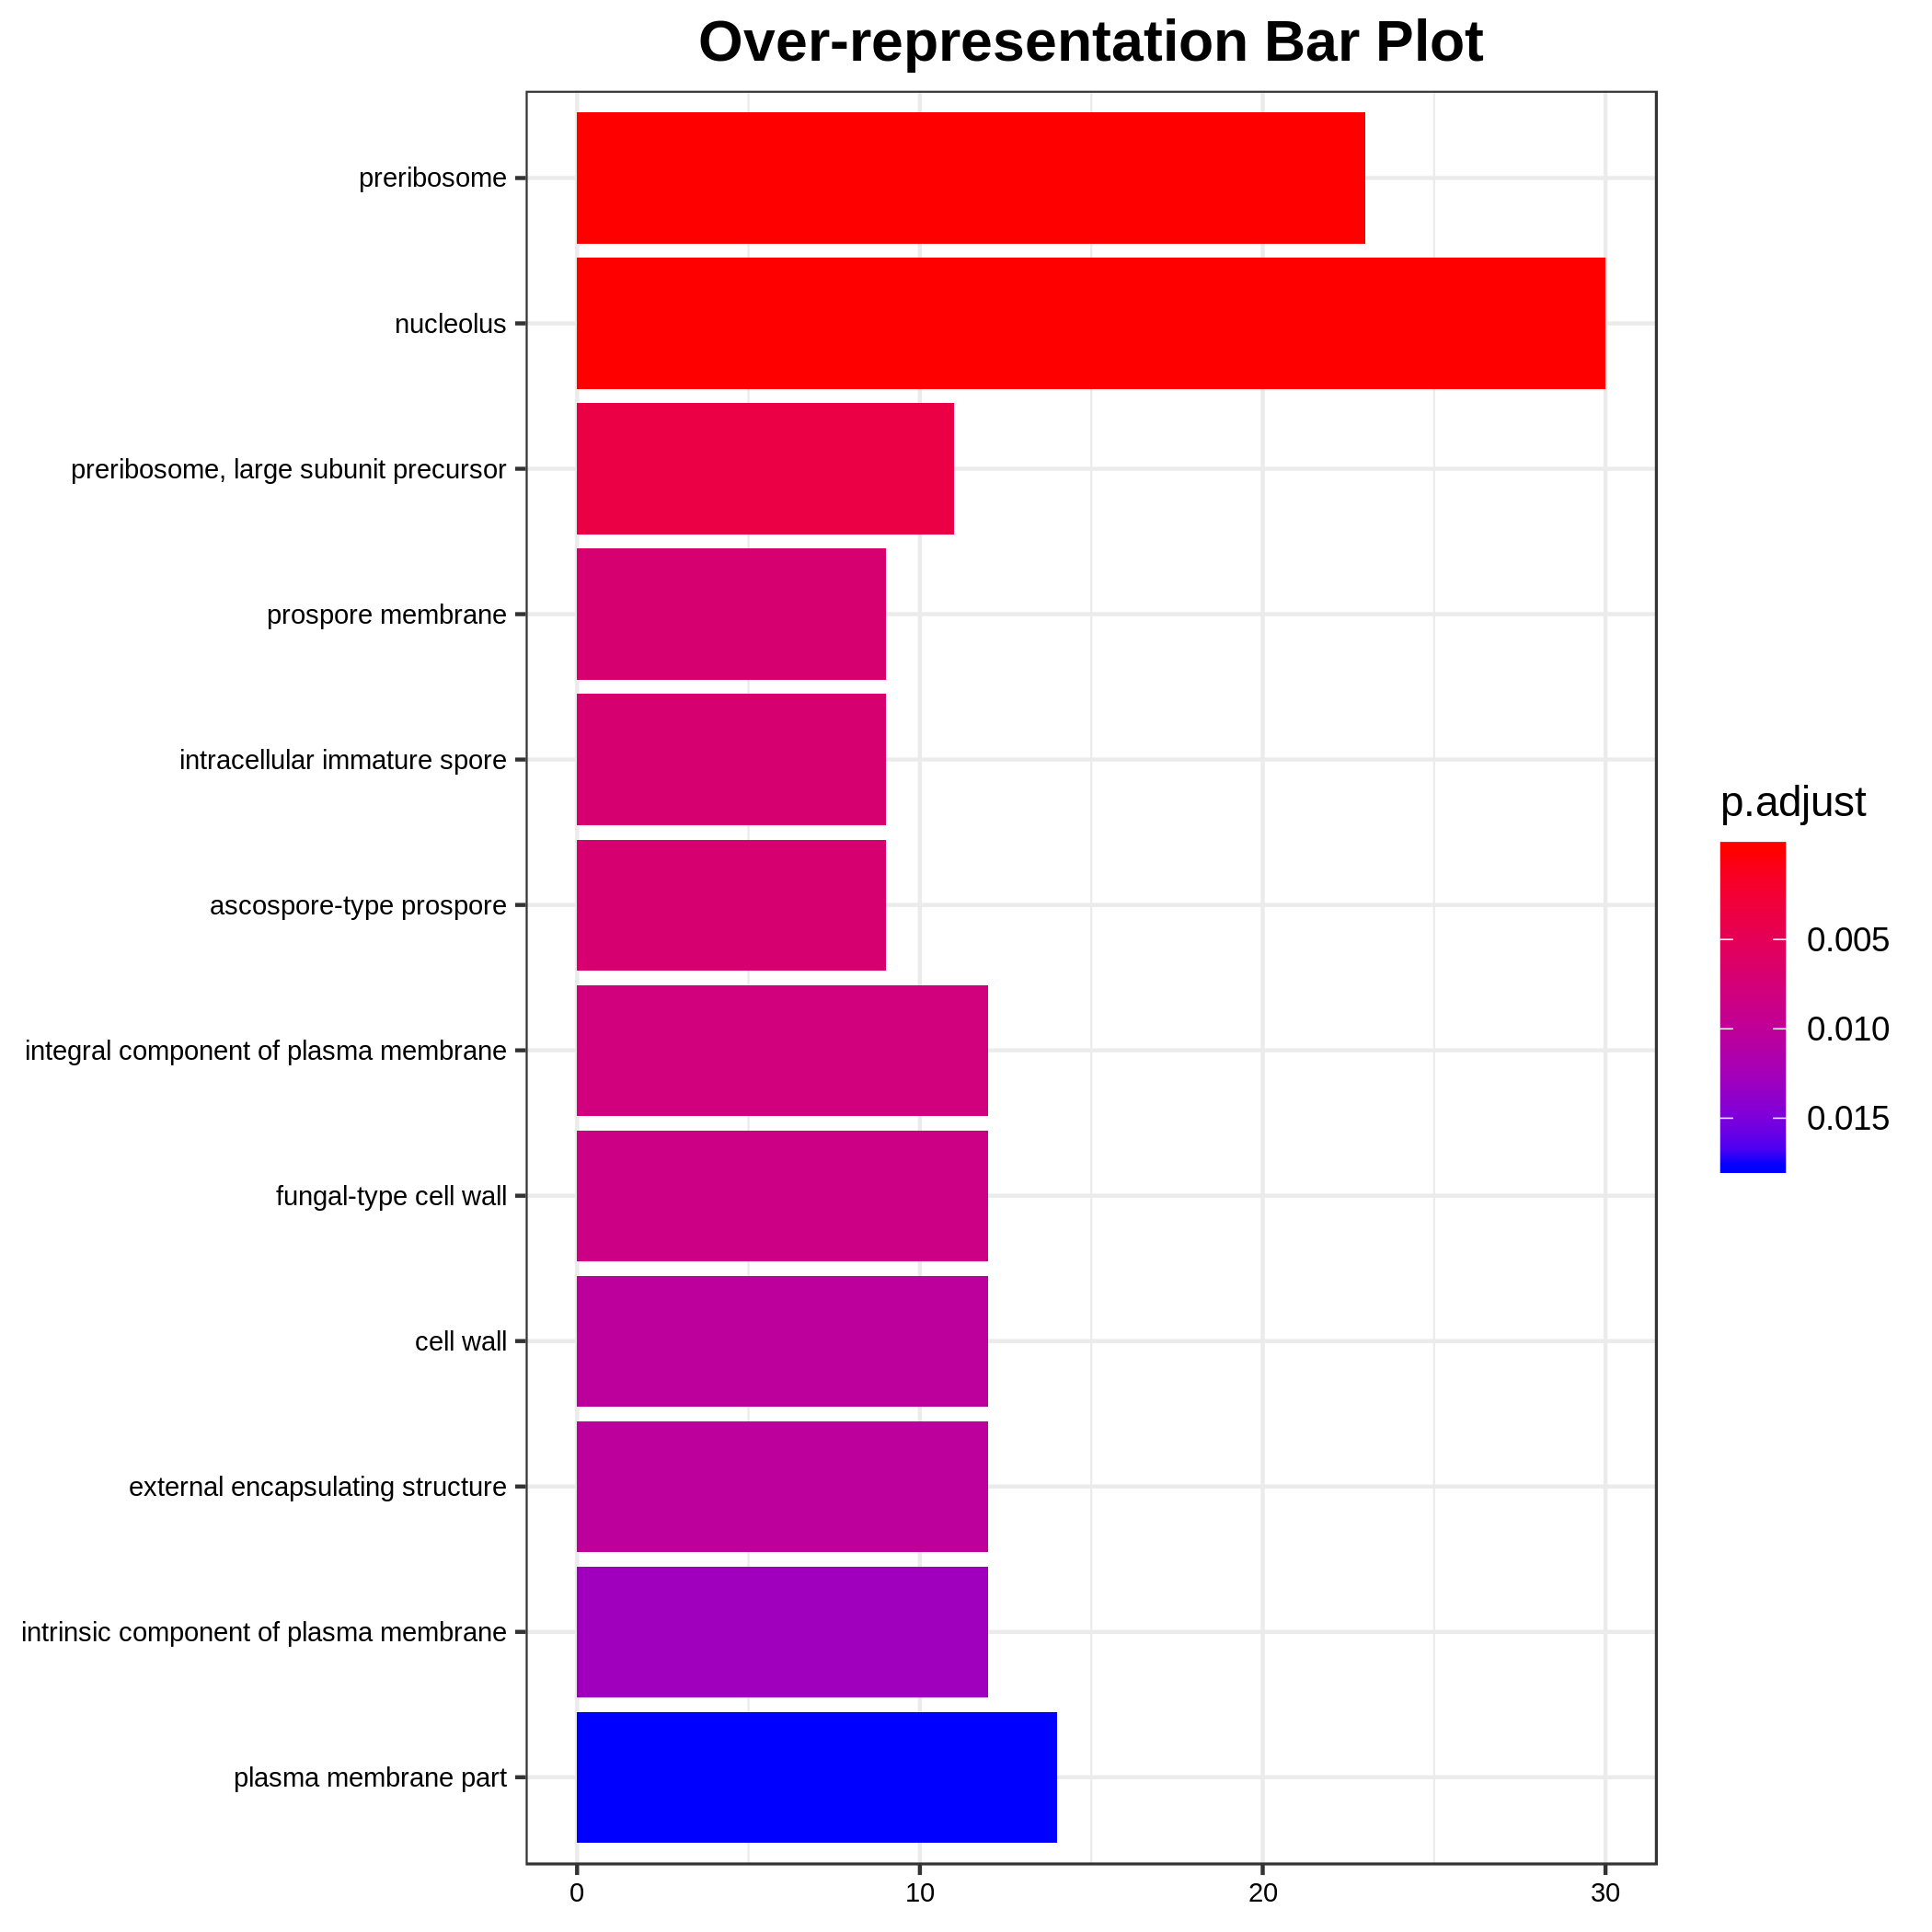 Over-representation Bar Plot
preribosome
nucleolus
preribosome, large subunit precursor
prospore membrane
intracellular immature spore
ascospore-type prospore
integral component of plasma membrane
fungal-type cell wall
cell wall
external encapsulating structure
intrinsic component of plasma membrane
plasma membrane part
0 10 20 30
p.adjust
0.005
0.010
0.015